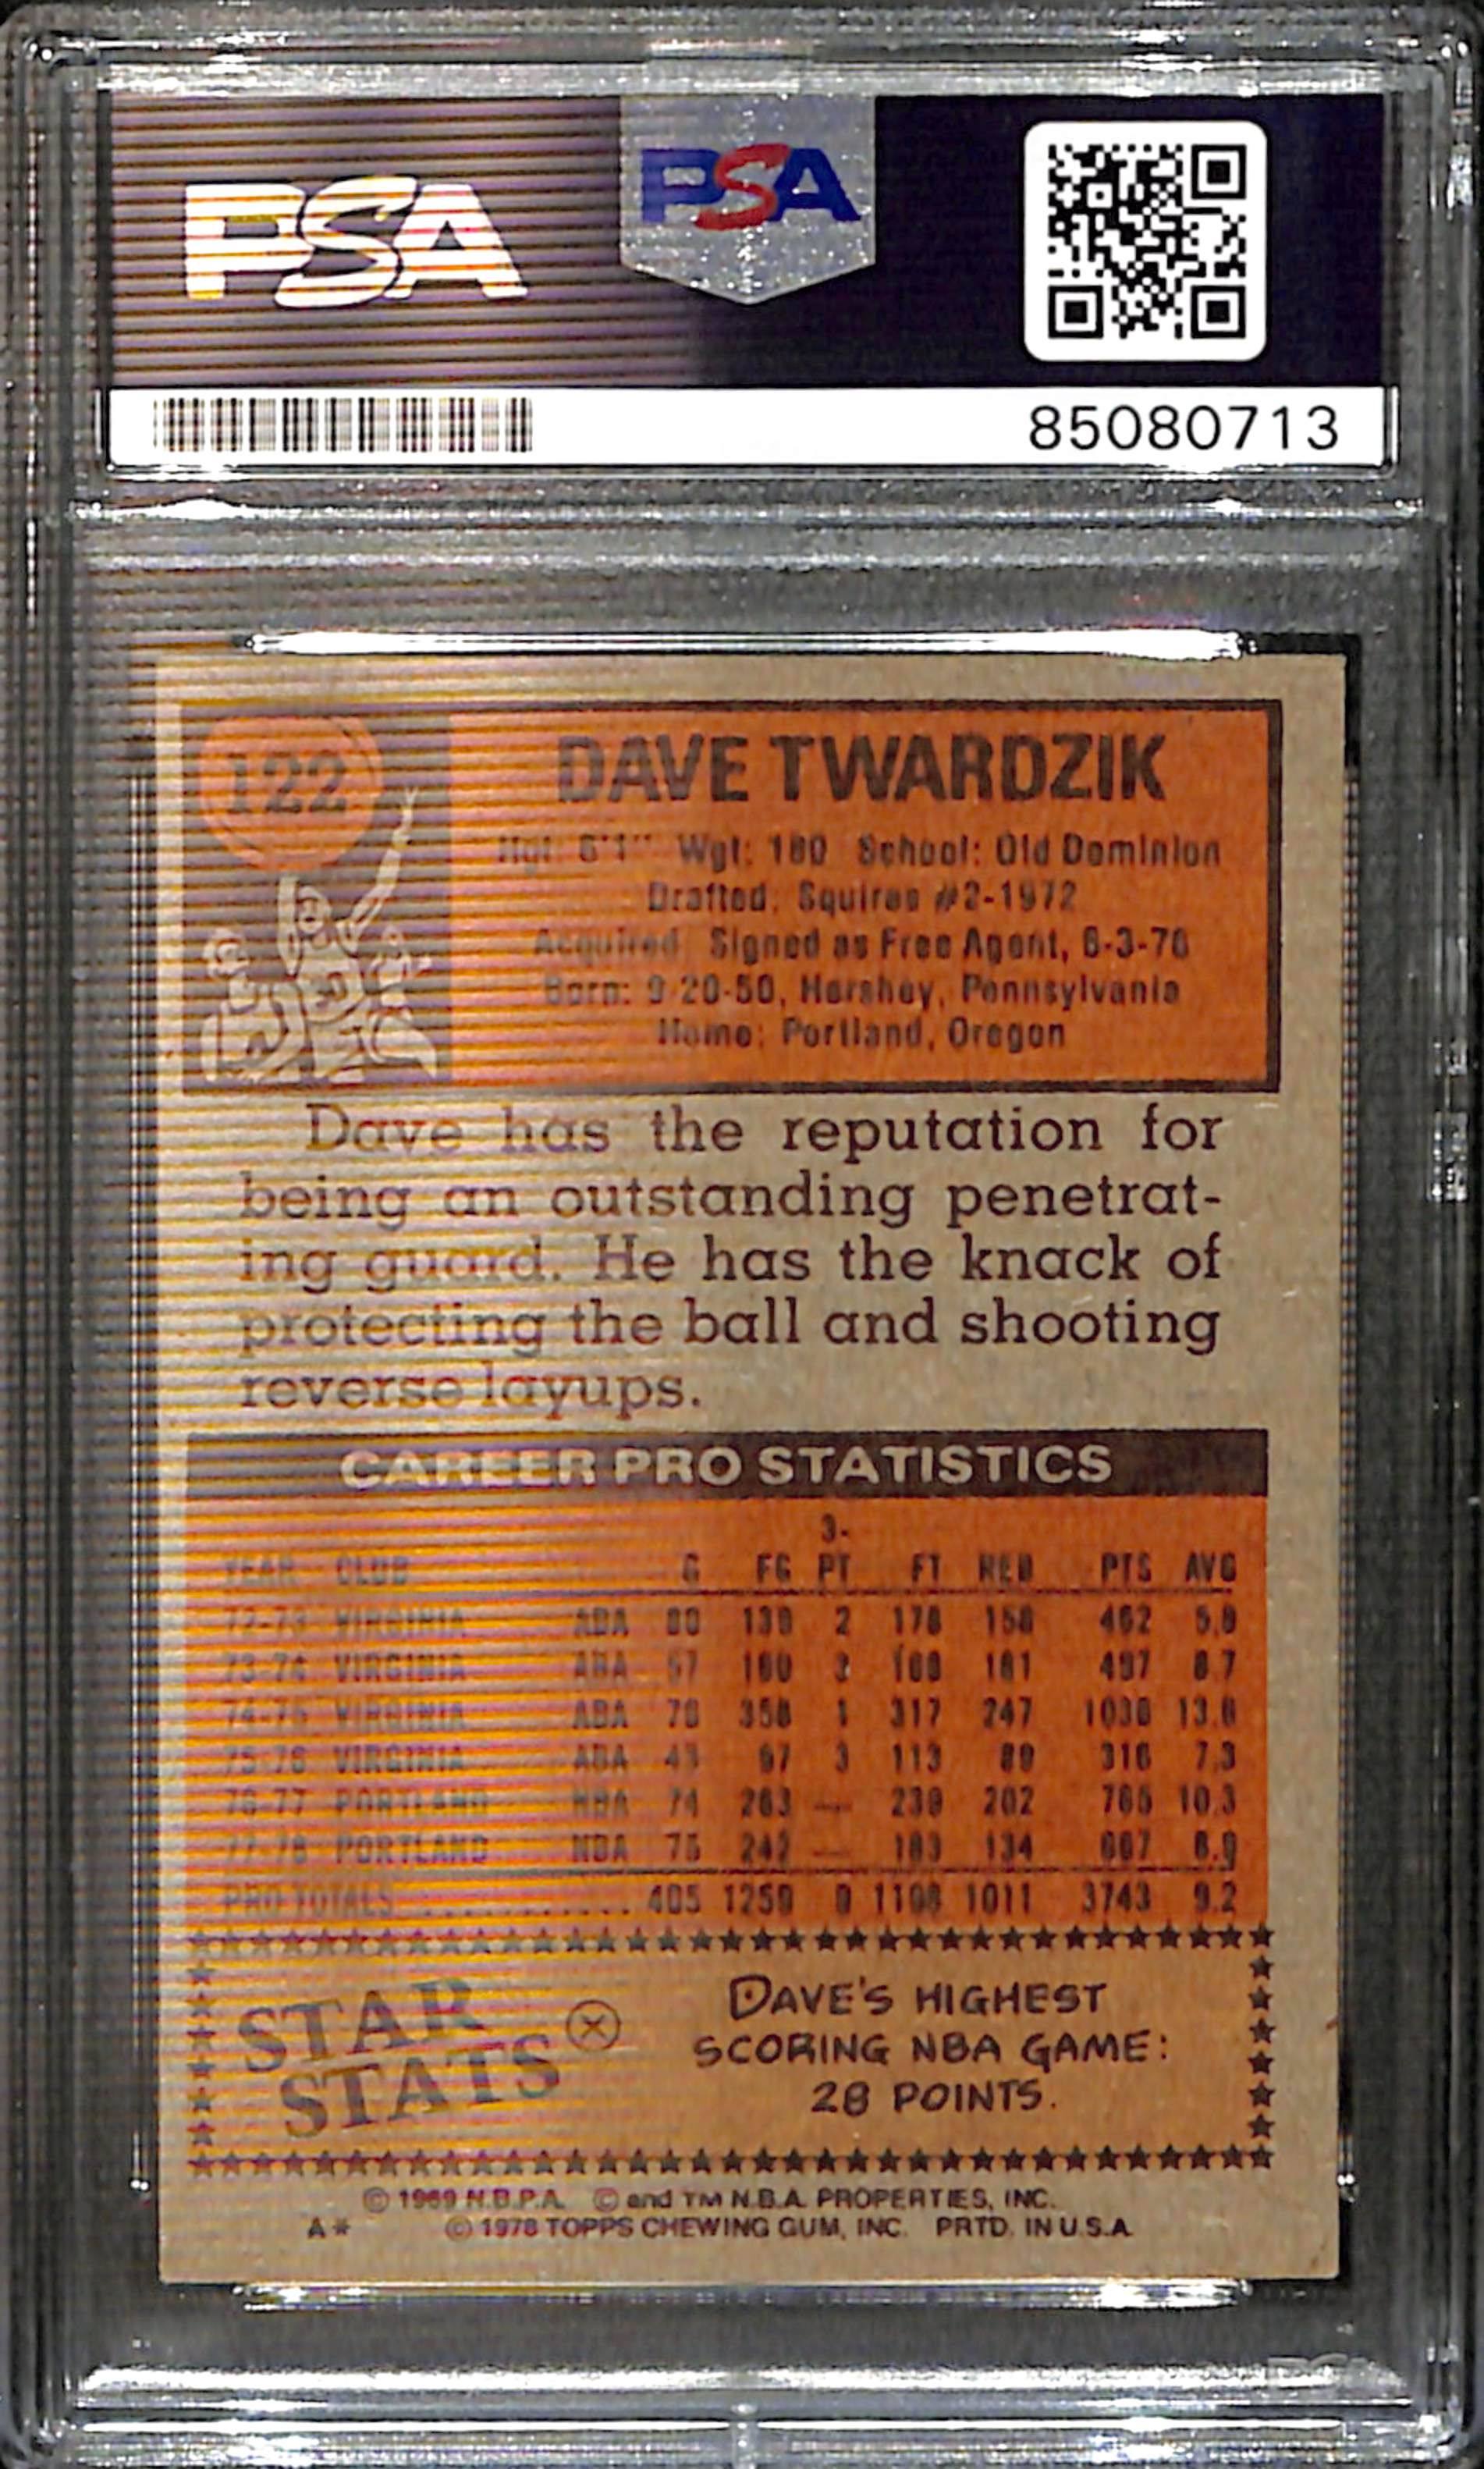 PSA
PSA
85080713
122
DAVE TWARDZIK
Hgt: 6'1" Wgt: 180 School: Old Dominion
Drafted: Squires #2-1972
Acquired: Signed as Free Agent, 8-3-76
Born: 9-20-50, Hershey, Pennsylvania
Home: Portland, Oregon
Dave has the reputation for
being an outstanding penetrat-
ing guard. He has the knack of
protecting the ball and shooting
reverse layups.
CAREER PRO STATISTICS
3-
YEAR CLUB G FG PT FT REB PTS AVG
72-73 VIRGINIA ABA 80 139 2 178 158 462 5.8
73-74 VIRGINIA ABA 57 160 3 168 181 497 8.7
74-75 VIRGINIA ABA 76 358 1 317 247 1036 13.6
75-76 VIRGINIA ABA 43 97 3 113 89 316 7.3
76-77 PORTLAND NBA 74 263 — 239 202 765 10.3
77-78 PORTLAND NBA 75 242 — 183 134 667 8.9
PRO TOTALS ............ 405 1259 9 1198 1011 3743 9.2
STAR
STATS
DAVE'S HIGHEST
SCORING NBA GAME:
28 POINTS.
© 1969 N.B.P.A. © and TM N.B.A. PROPERTIES, INC.
A* © 1978 TOPPS CHEWING GUM, INC. PRTD. IN U.S.A.